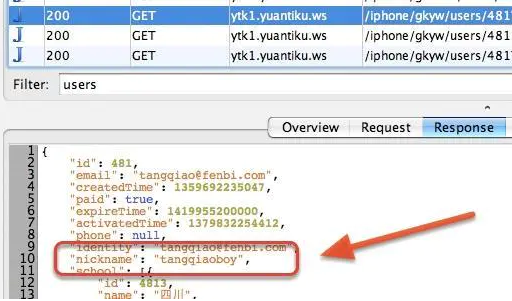 200 GET ytk1.yuantiku.ws /iphone/gkyw/users/481
200 GET ytk1.yuantiku.ws /iphone/gkyw/users/481
200 GET ytk1.yuantiku.ws /iphone/gkyw/users/481
Filter: users
Overview Request Response
1 {
2 "id": 481,
3 "email": "tangqiao@fenbi.com",
4 "createdTime": 1359692235047,
5 "paid": true,
6 "expireTime": 1419955200000,
7 "activatedTime": 1379832254412,
8 "phone": null,
9 "identity": "tangqiao@fenbi.com",
10 "nickname": "tangqiaoboy",
11 "school": [{
12 "id": 4813,
13 "name": "四川",